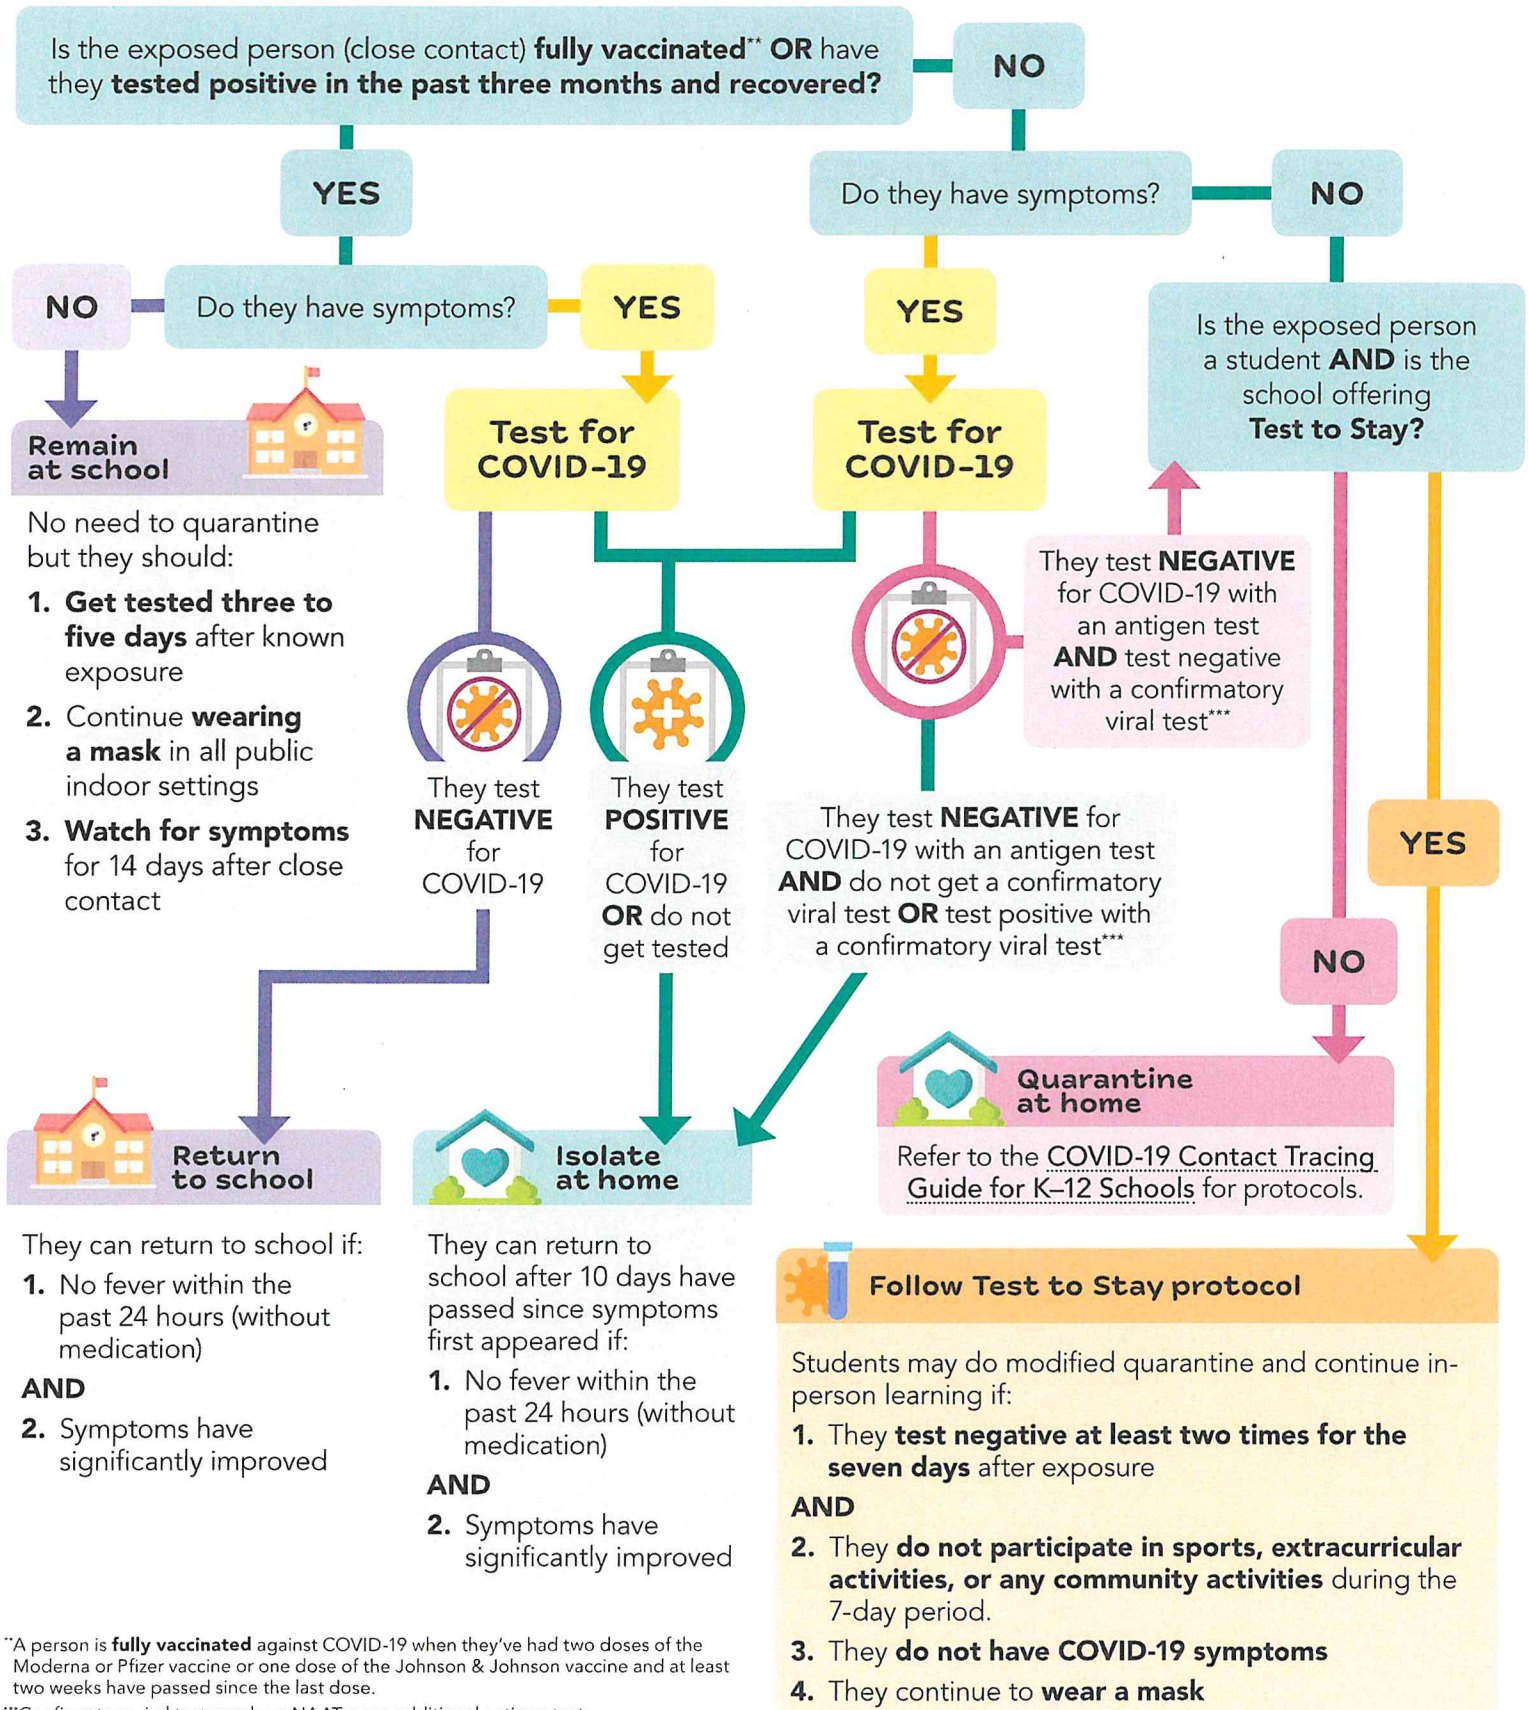 Is the exposed person (close contact) fully vaccinated** OR have
they tested positive in the past three months and recovered?
NO
YES
Do they have symptoms?
NO
NO
Do they have symptoms?
YES
YES
Is the exposed person
a student AND is the
school offering
Test to Stay?
Remain
at school
No need to quarantine
but they should:
1. Get tested three to
five days after known
exposure
2. Continue wearing
a mask in all public
indoor settings
3. Watch for symptoms
for 14 days after close
contact
Test for
COVID-19
Test for
COVID-19
They test NEGATIVE
for COVID-19 with
an antigen test
AND test negative
with a confirmatory
viral test***
They test
NEGATIVE
for
COVID-19
They test
POSITIVE
for
COVID-19
OR do not
get tested
They test NEGATIVE for
COVID-19 with an antigen test
AND do not get a confirmatory
viral test OR test positive with
a confirmatory viral test***
YES
NO
Quarantine
at home
Refer to the COVID-19 Contact Tracing
Guide for K–12 Schools for protocols.
Return
to school
They can return to school if:
1. No fever within the
past 24 hours (without
medication)
AND
2. Symptoms have
significantly improved
Isolate
at home
They can return to
school after 10 days have
passed since symptoms
first appeared if:
1. No fever within the
past 24 hours (without
medication)
AND
2. Symptoms have
significantly improved
Follow Test to Stay protocol
Students may do modified quarantine and continue in-
person learning if:
1. They test negative at least two times for the
seven days after exposure
AND
2. They do not participate in sports, extracurricular
activities, or any community activities during the
7-day period.
3. They do not have COVID-19 symptoms
4. They continue to wear a mask
**A person is fully vaccinated against COVID-19 when they've had two doses of the
Moderna or Pfizer vaccine or one dose of the Johnson & Johnson vaccine and at least
two weeks have passed since the last dose.